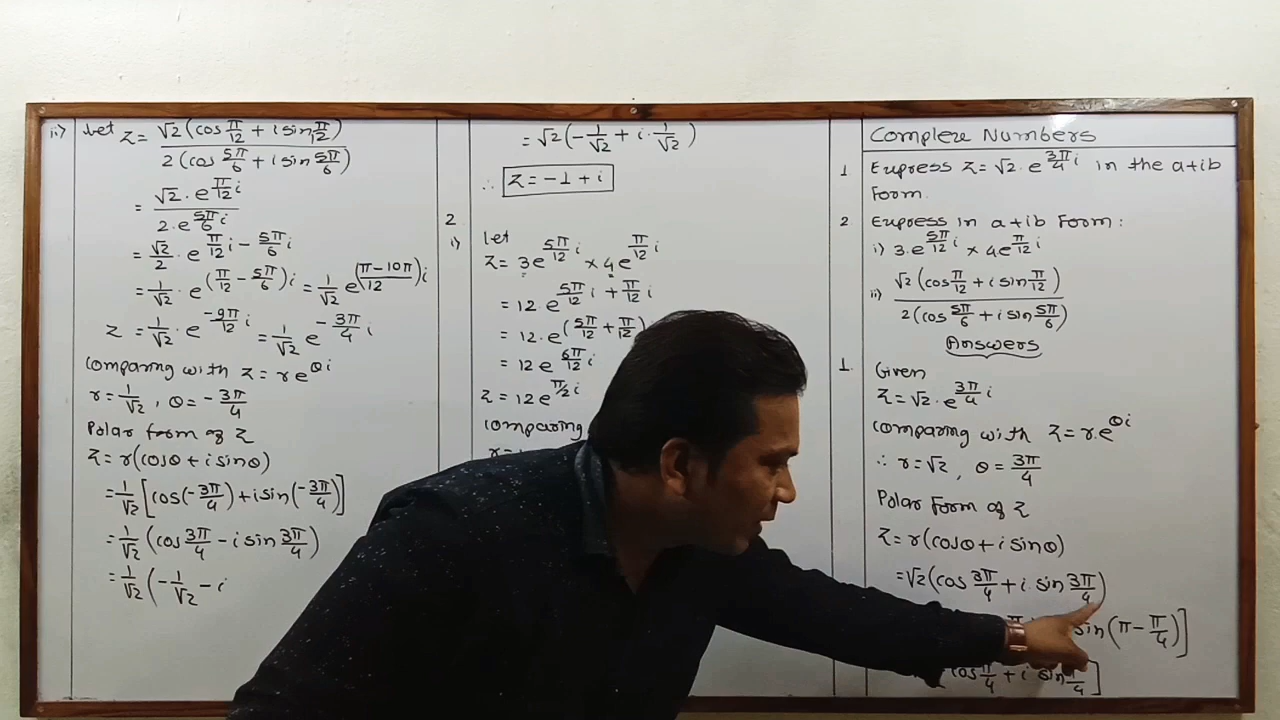 Complex Numbers
1. Express Z = √2 · e^(3π/4 i) in the a+ib
Form.
2 Express in a+ib Form:
i) 3·e^(5π/12 i) × 4e^(π/12 i)
ii) √2(cos π/12 + i sin π/12) / 2(cos 5π/6 + i sin 5π/6)
Answers
1. Given
Z = √2 · e^(3π/4 i)
Comparing with Z = r·e^(θi)
∴ r = √2, θ = 3π/4
Polar Form of Z
Z = r(cosθ + i sinθ)
= √2(cos 3π/4 + i sin 3π/4)
sin(π − π/4)]
cos π/4 + i sin π/4]
= √2(−1/√2 + i · 1/√2)
∴ Z = −1 + i
2.
i) Let
Z = 3e^(5π/12 i) × 4e^(π/12 i)
= 12 · e^(5π/12 i + π/12 i)
= 12 · e^(5π/12 + π/12)
= 12 e^(6π/12 i)
Z = 12e^(π/2 i)
Comparing
ii) Let Z = √2(cos π/12 + i sin π/12) / 2(cos 5π/6 + i sin 5π/6)
= √2 · e^(π/12 i) / 2 · e^(5π/6 i)
= √2/2 · e^(π/12 i − 5π/6 i)
= 1/√2 · e^((π/12 − 5π/6)i) = 1/√2 e^((π−10π/12)i)
Z = 1/√2 · e^(−9π/12 i) = 1/√2 e^(−3π/4 i)
Comparing with Z = re^(θi)
r = 1/√2, θ = −3π/4
Polar form of Z
Z = r(cosθ + i sinθ)
= 1/√2 [cos(−3π/4) + i sin(−3π/4)]
= 1/√2 (cos 3π/4 − i sin 3π/4)
= 1/√2 (−1/√2 − i